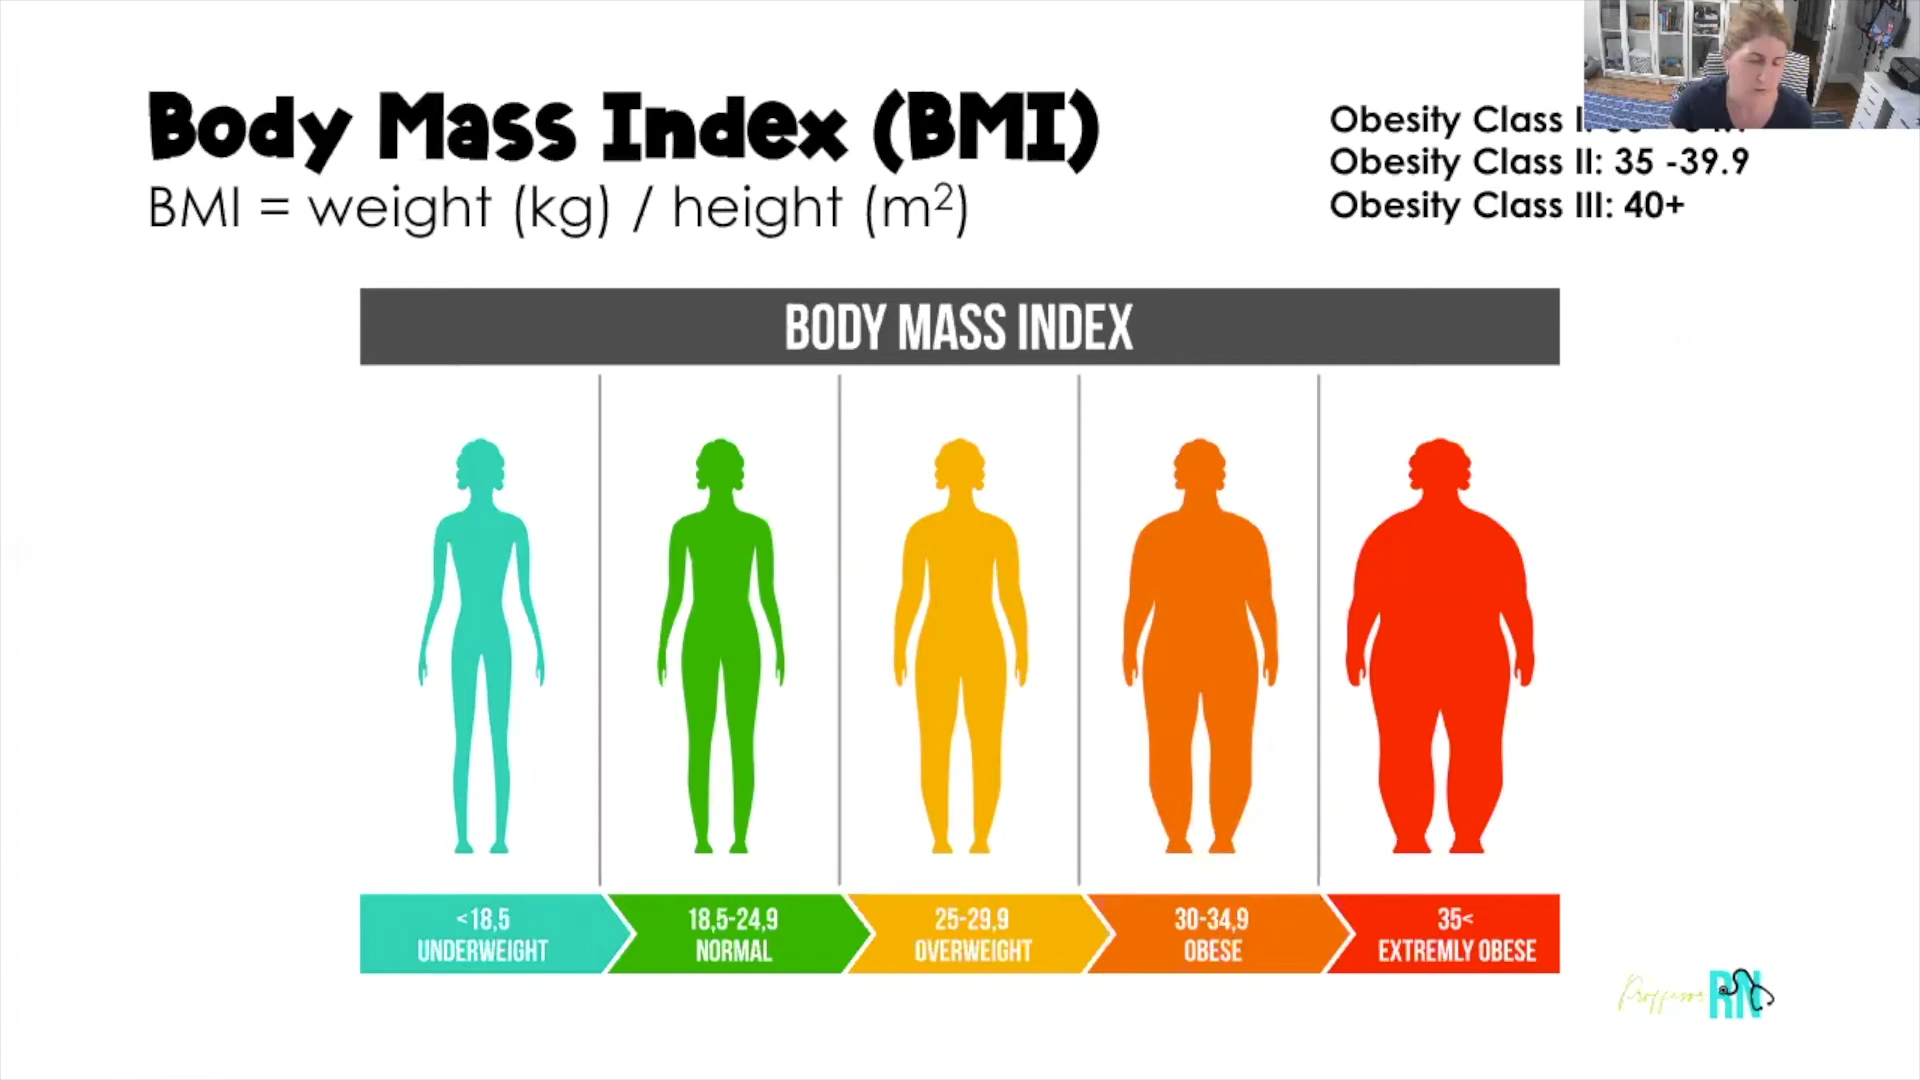 Body Mass Index (BMI)
BMI = weight (kg) / height (m²)
Obesity Class
Obesity Class II: 35 -39.9
Obesity Class III: 40+
BODY MASS INDEX
<18,5
UNDERWEIGHT
18,5-24,9
NORMAL
25-29,9
OVERWEIGHT
30-34,9
OBESE
35<
EXTREMLY OBESE
Proffesor RN